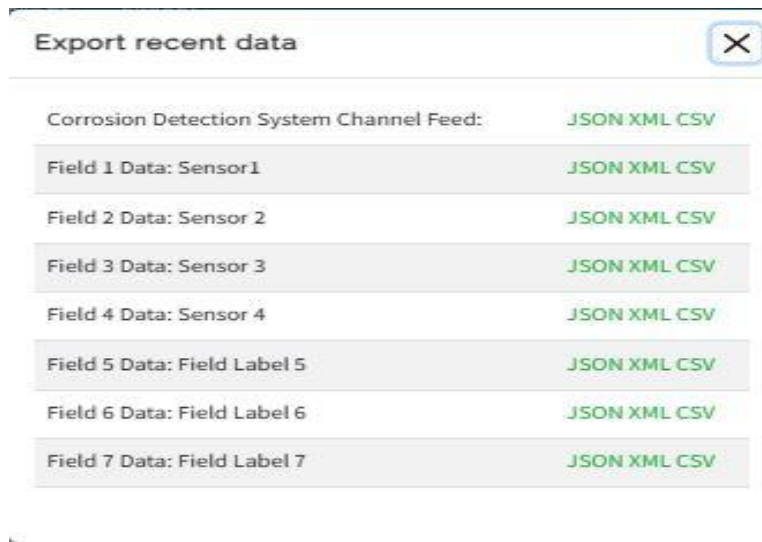 Export recent data
Corrosion Detection System Channel Feed: JSON XML CSV
Field 1 Data: Sensor1 JSON XML CSV
Field 2 Data: Sensor 2 JSON XML CSV
Field 3 Data: Sensor 3 JSON XML CSV
Field 4 Data: Sensor 4 JSON XML CSV
Field 5 Data: Field Label 5 JSON XML CSV
Field 6 Data: Field Label 6 JSON XML CSV
Field 7 Data: Field Label 7 JSON XML CSV